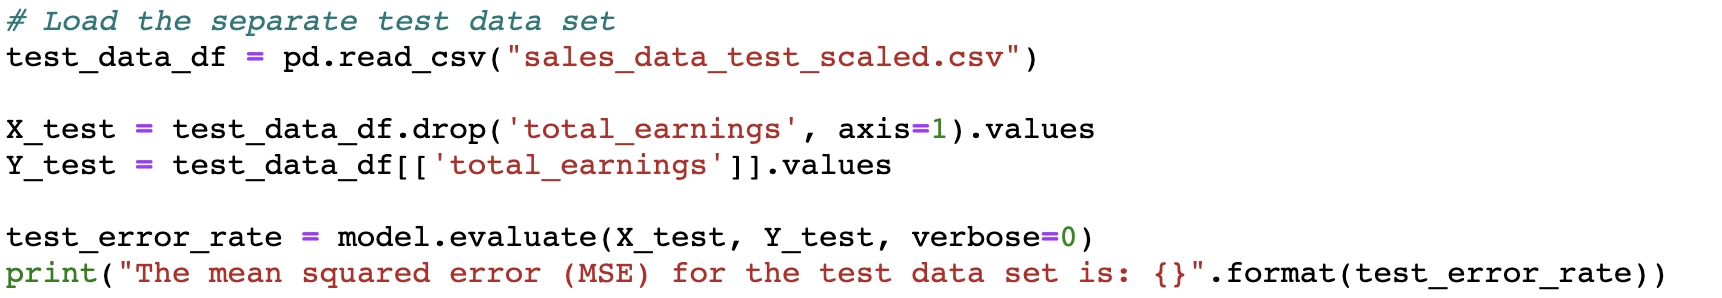 # Load the separate test data set
test_data_df = pd.read_csv("sales_data_test_scaled.csv")
X_test = test_data_df.drop('total_earnings', axis=1).values
Y_test = test_data_df[['total_earnings']].values
test_error_rate = model.evaluate(X_test, Y_test, verbose=0)
print("The mean squared error (MSE) for the test data set is: {}".format(test_error_rate))